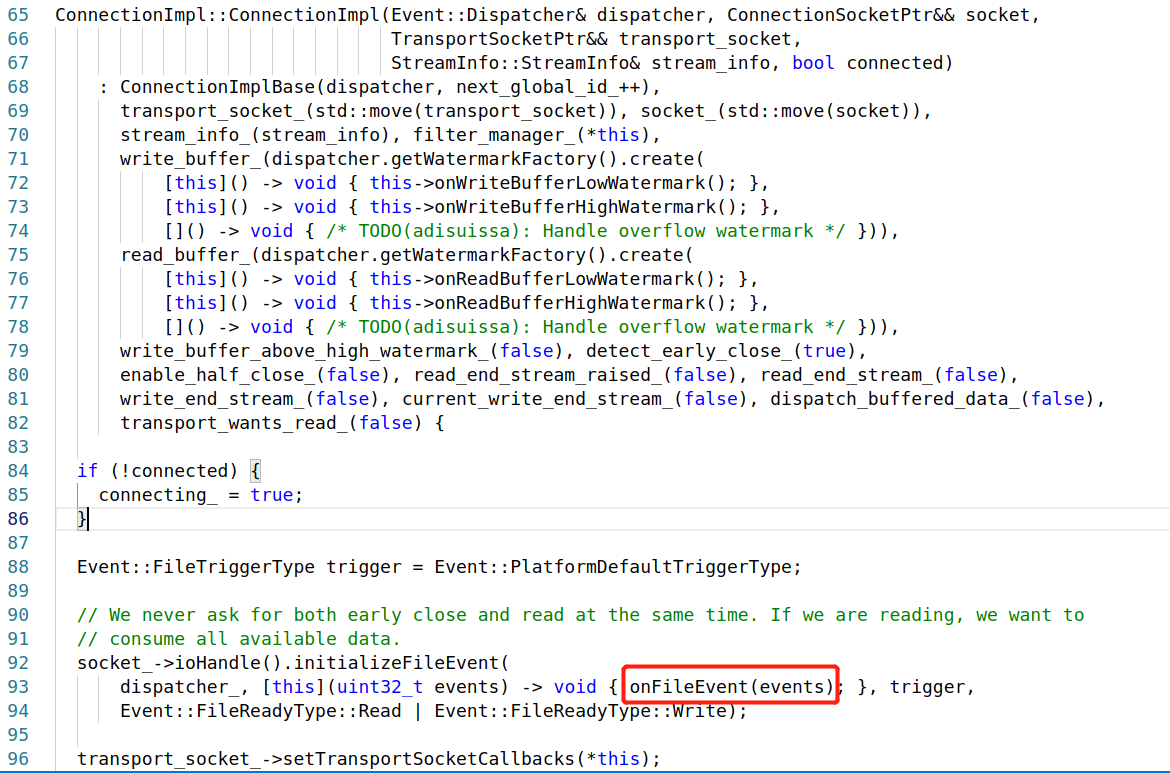 65 ConnectionImpl::ConnectionImpl(Event::Dispatcher& dispatcher, ConnectionSocketPtr&& socket,
66                                TransportSocketPtr&& transport_socket,
67                                StreamInfo::StreamInfo& stream_info, bool connected)
68     : ConnectionImplBase(dispatcher, next_global_id_++),
69       transport_socket_(std::move(transport_socket)), socket_(std::move(socket)),
70       stream_info_(stream_info), filter_manager_(*this),
71       write_buffer_(dispatcher.getWatermarkFactory().create(
72           [this]() -> void { this->onWriteBufferLowWatermark(); },
73           [this]() -> void { this->onWriteBufferHighWatermark(); },
74           []() -> void { /* TODO(adisuissa): Handle overflow watermark */ })),
75       read_buffer_(dispatcher.getWatermarkFactory().create(
76           [this]() -> void { this->onReadBufferLowWatermark(); },
77           [this]() -> void { this->onReadBufferHighWatermark(); },
78           []() -> void { /* TODO(adisuissa): Handle overflow watermark */ })),
79       write_buffer_above_high_watermark_(false), detect_early_close_(true),
80       enable_half_close_(false), read_end_stream_raised_(false), read_end_stream_(false),
81       write_end_stream_(false), current_write_end_stream_(false), dispatch_buffered_data_(false),
82       transport_wants_read_(false) {
83
84   if (!connected) {
85     connecting_ = true;
86   }
87
88   Event::FileTriggerType trigger = Event::PlatformDefaultTriggerType;
89
90   // We never ask for both early close and read at the same time. If we are reading, we want to
91   // consume all available data.
92   socket_->ioHandle().initializeFileEvent(
93       dispatcher_, [this](uint32_t events) -> void { onFileEvent(events); }, trigger,
94       Event::FileReadyType::Read | Event::FileReadyType::Write);
95
96   transport_socket_->setTransportSocketCallbacks(*this);